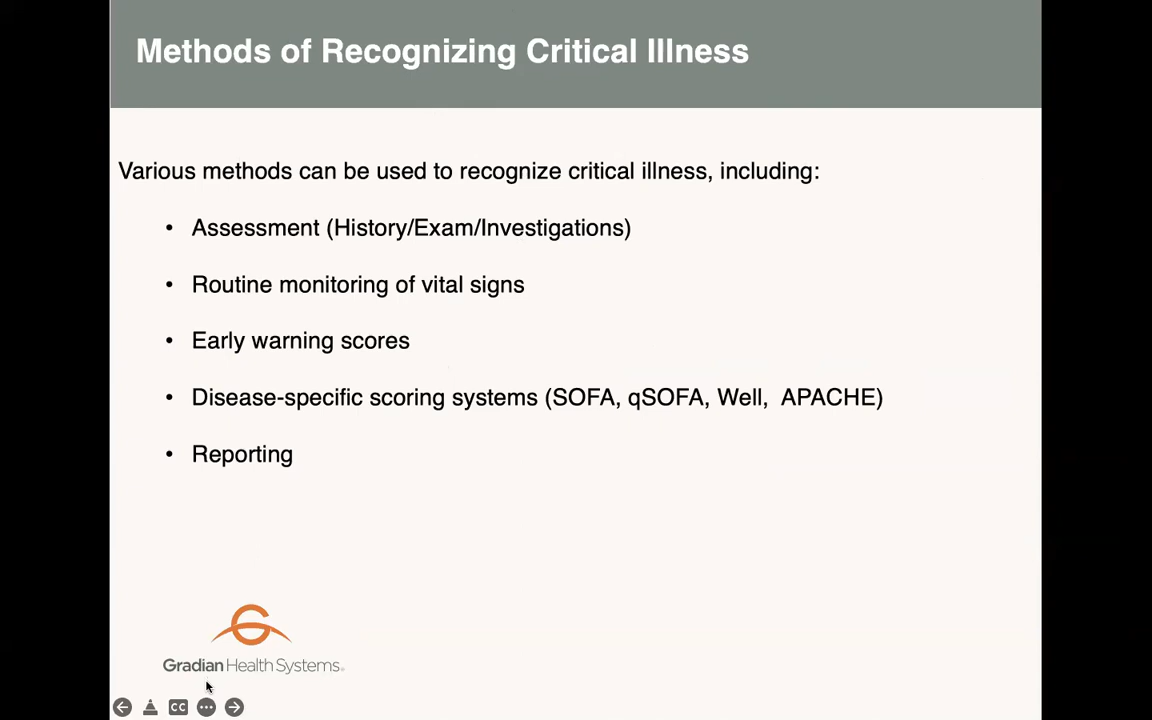 Methods of Recognizing Critical Illness
Various methods can be used to recognize critical illness, including:
• Assessment (History/Exam/Investigations)
• Routine monitoring of vital signs
• Early warning scores
• Disease-specific scoring systems (SOFA, qSOFA, Well,  APACHE)
• Reporting
Gradian Health Systems
CC